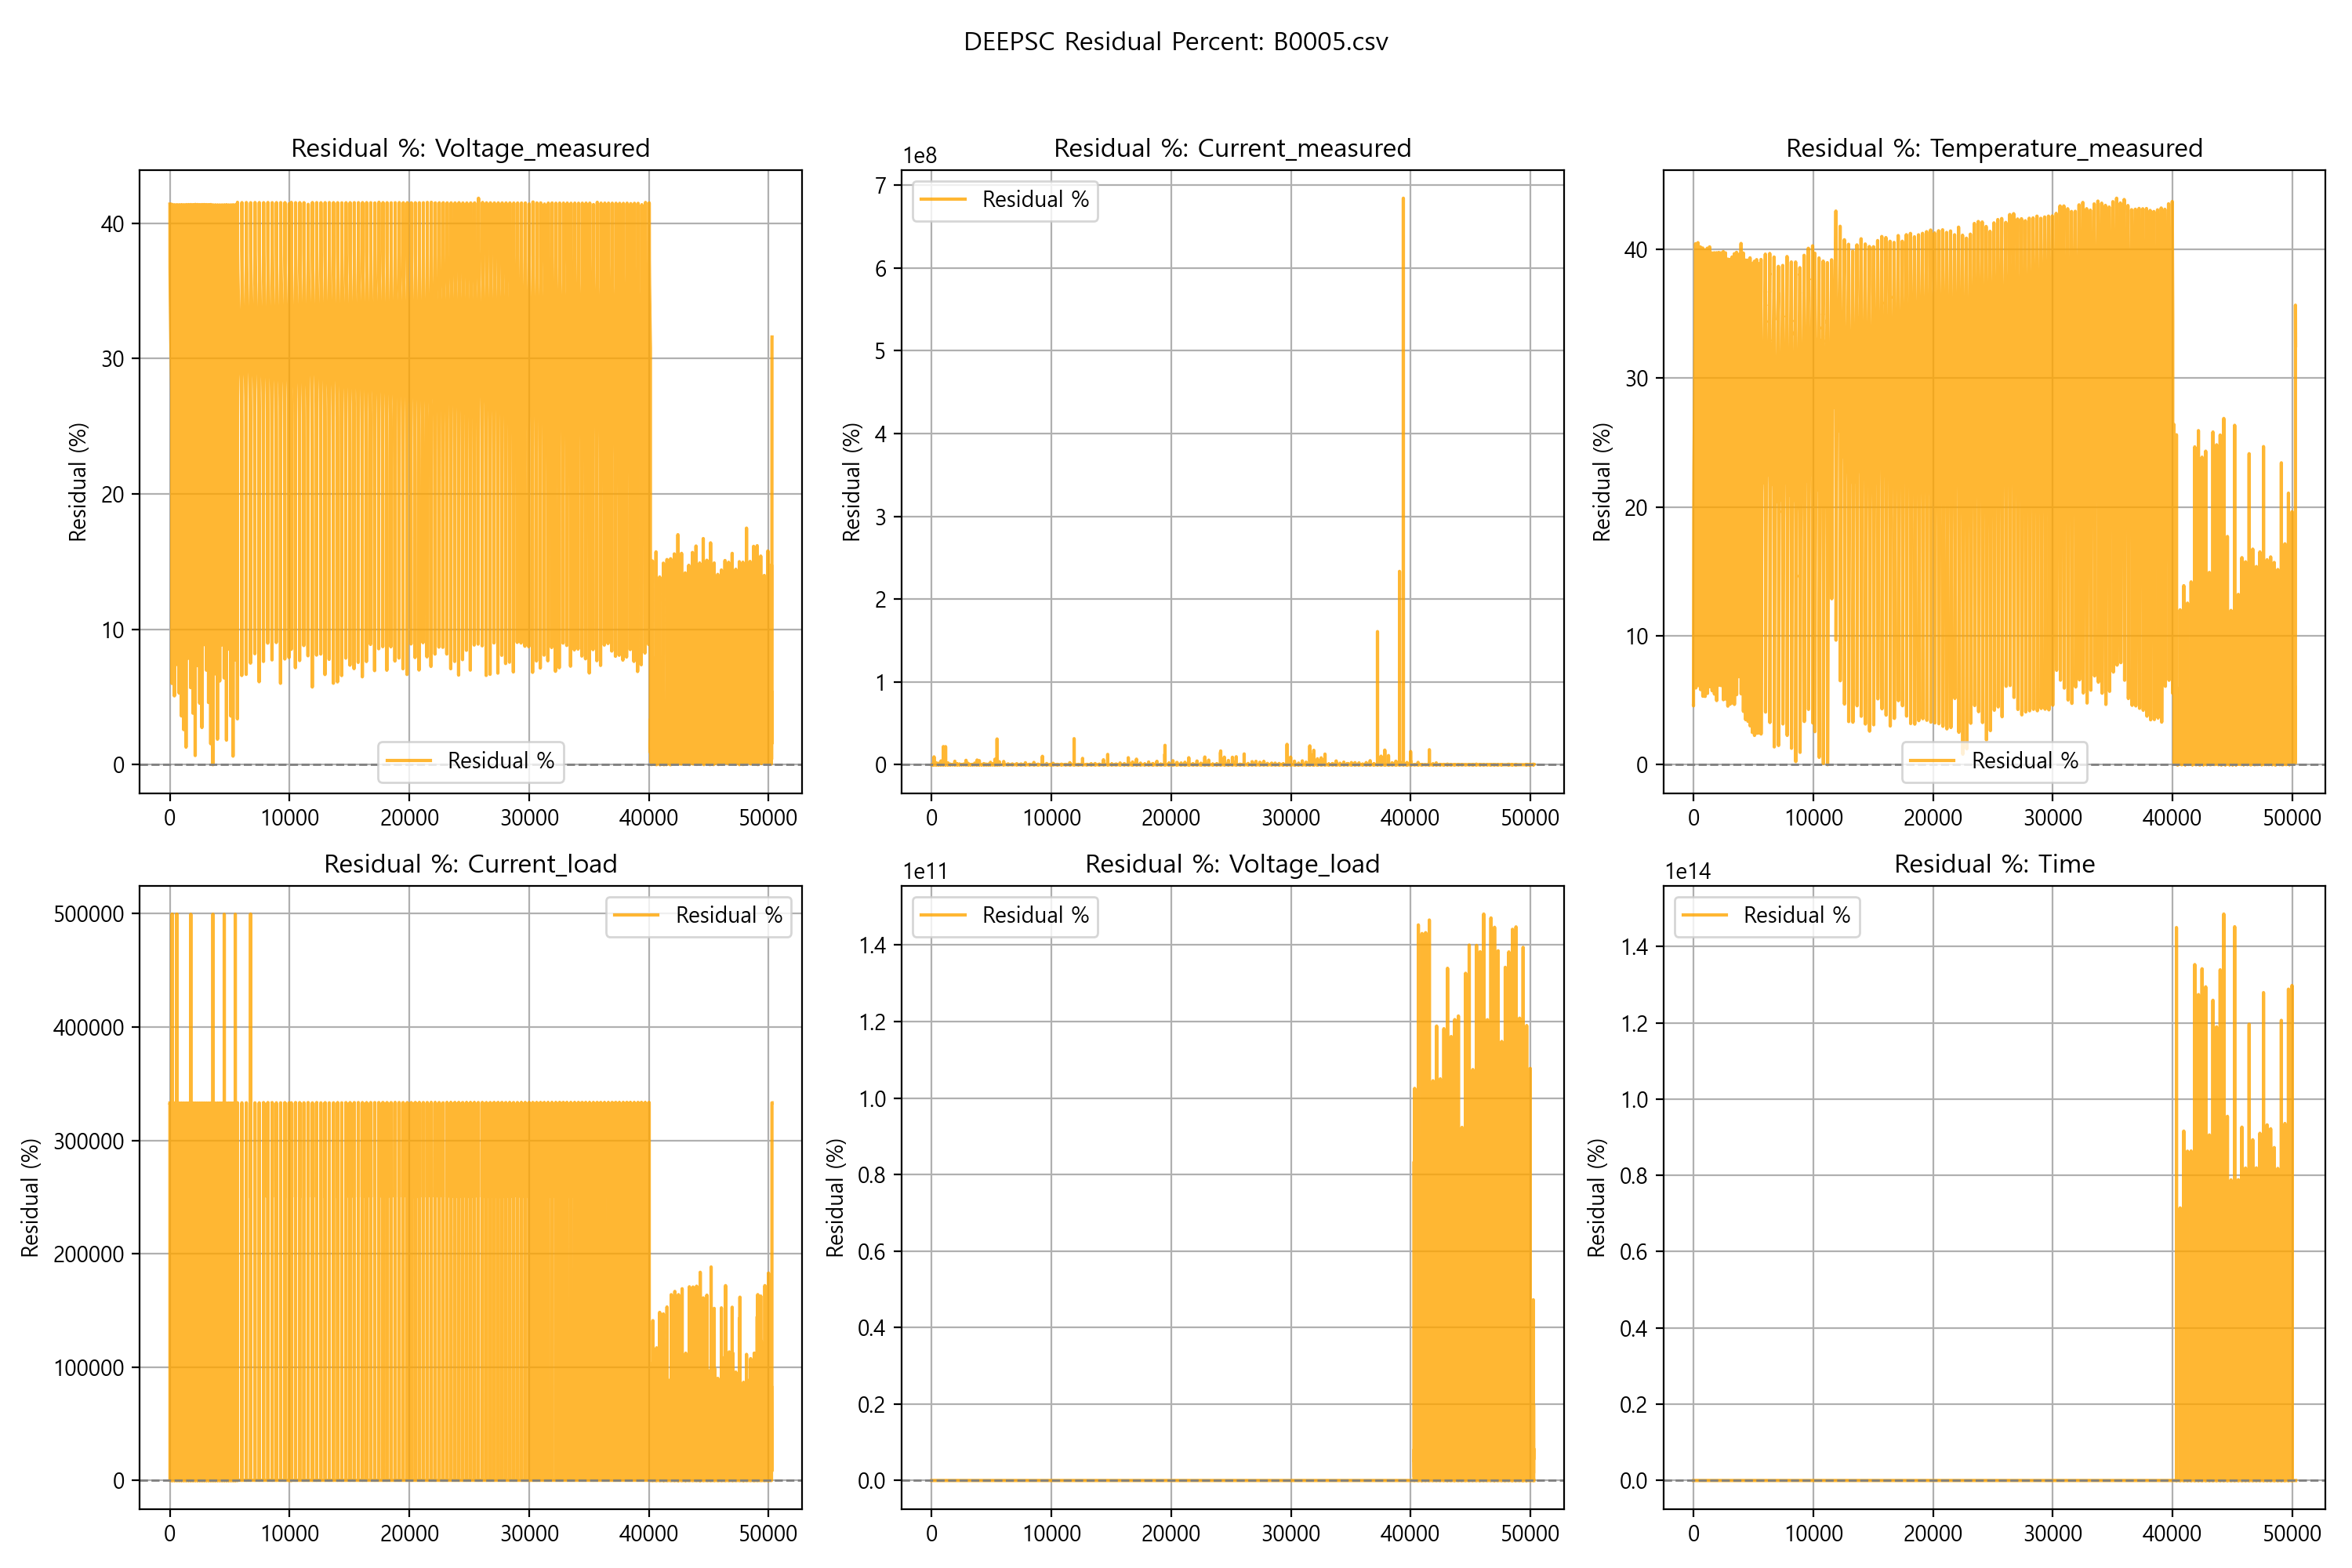 DEEPSC Residual Percent: B0005.csv
Residual %: Voltage_measured
Residual (%)
40
30
20
10
0
Residual %
0 10000 20000 30000 40000 50000
Residual %: Current_measured
1e8
Residual (%)
7
6
5
4
3
2
1
0
Residual %
0 10000 20000 30000 40000 50000
Residual %: Temperature_measured
Residual (%)
40
30
20
10
0
Residual %
0 10000 20000 30000 40000 50000
Residual %: Current_load
Residual (%)
500000
400000
300000
200000
100000
0
Residual %
0 10000 20000 30000 40000 50000
Residual %: Voltage_load
1e11
Residual (%)
1.4
1.2
1.0
0.8
0.6
0.4
0.2
0.0
Residual %
0 10000 20000 30000 40000 50000
Residual %: Time
1e14
Residual (%)
1.4
1.2
1.0
0.8
0.6
0.4
0.2
0.0
Residual %
0 10000 20000 30000 40000 50000